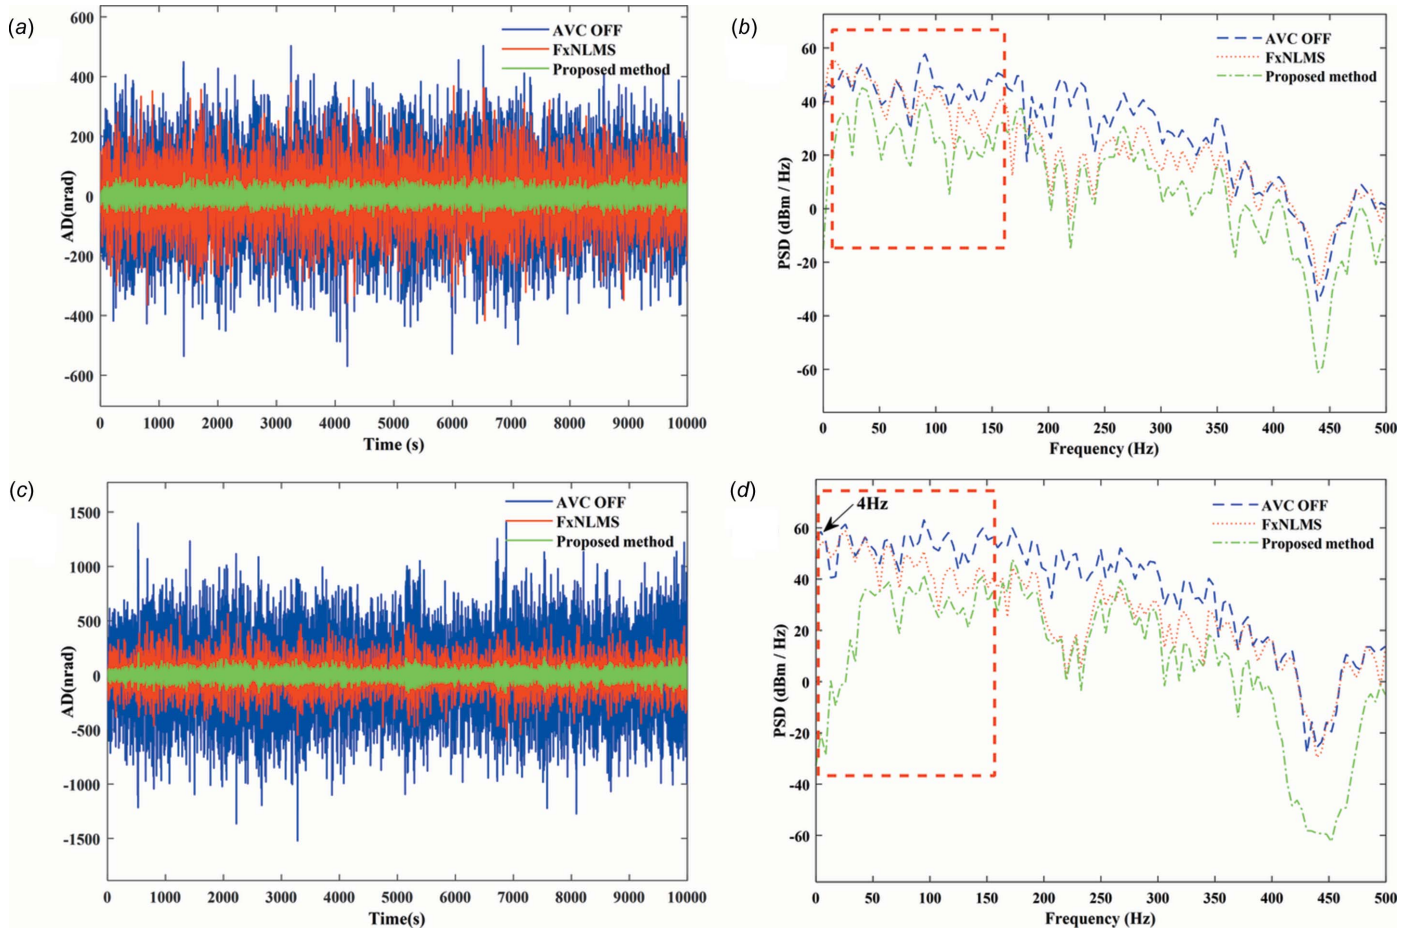 (a)
600
400
200
0
-200
-400
-600
AD(nrad)
AVC OFF
FxNLMS
Proposed method
0 1000 2000 3000 4000 5000 6000 7000 8000 9000 10000
Time (s)
(b)
60
40
20
0
-20
-40
-60
PSD (dBm / Hz)
AVC OFF
FxNLMS
Proposed method
0 50 100 150 200 250 300 350 400 450 500
Frequency (Hz)
(c)
1500
1000
500
0
-500
-1000
-1500
AD(nrad)
AVC OFF
FxNLMS
Proposed method
0 1000 2000 3000 4000 5000 6000 7000 8000 9000 10000
Time(s)
(d)
60
40
20
0
-20
-40
-60
PSD (dBm / Hz)
4Hz
AVC OFF
FxNLMS
Proposed method
0 50 100 150 200 250 300 350 400 450 500
Frequency (Hz)